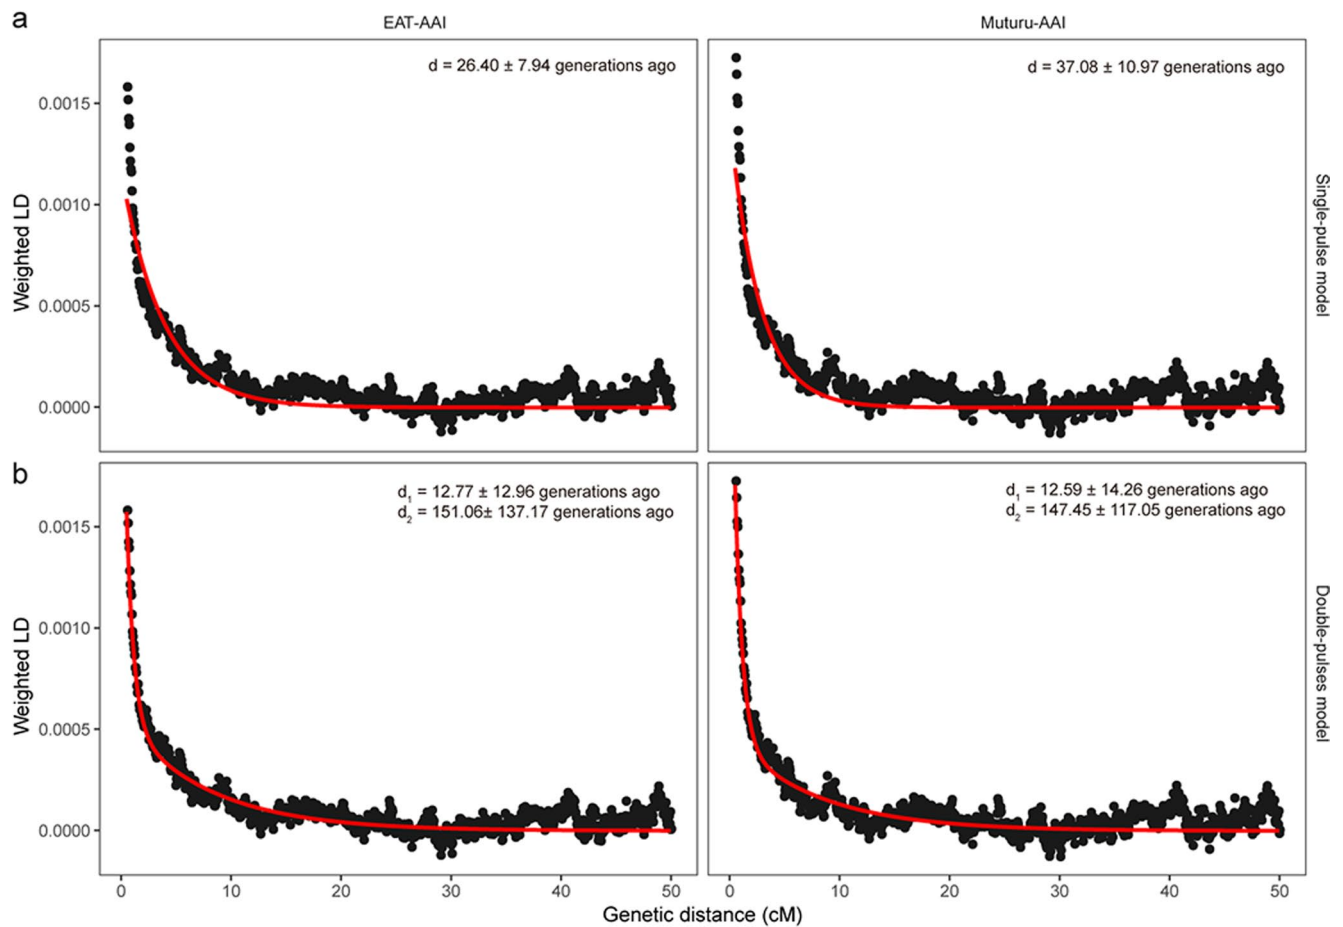 a
EAT-AAI
Muturu-AAI
d = 26.40 ± 7.94 generations ago
d = 37.08 ± 10.97 generations ago
0.0015
0.0010
0.0005
0.0000
Weighted LD
Single-pulse model
b
d₁ = 12.77 ± 12.96 generations ago
d₂ = 151.06± 137.17 generations ago
d₁ = 12.59 ± 14.26 generations ago
d₂ = 147.45 ± 117.05 generations ago
0.0015
0.0010
0.0005
0.0000
Weighted LD
Double-pulses model
0 10 20 30 40 50
0 10 20 30 40 50
Genetic distance (cM)